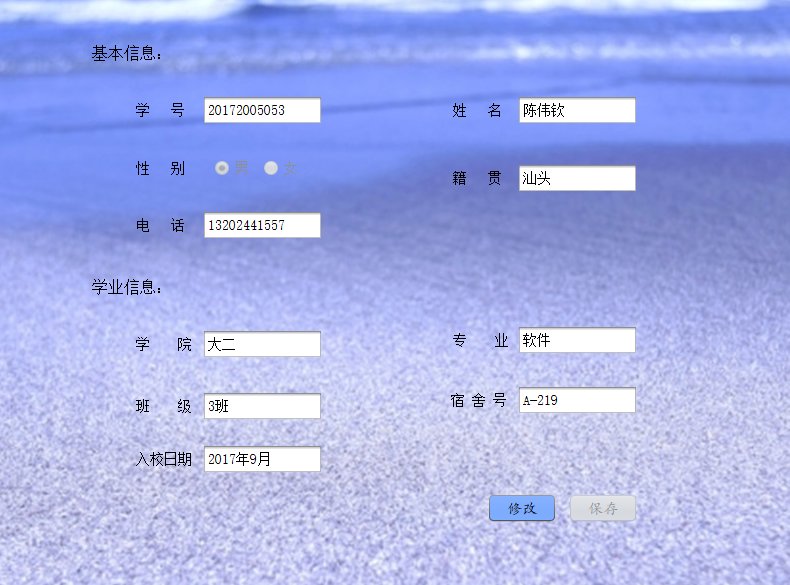 基本信息:
学 号 20172005053 姓 名 陈伟钦
性 别 男 女
籍 贯 汕头
电 话 13202441557
学业信息:
学 院 大二 专 业 软件
班 级 3班 宿 舍 号 A-219
入校日期 2017年9月
修改 保存